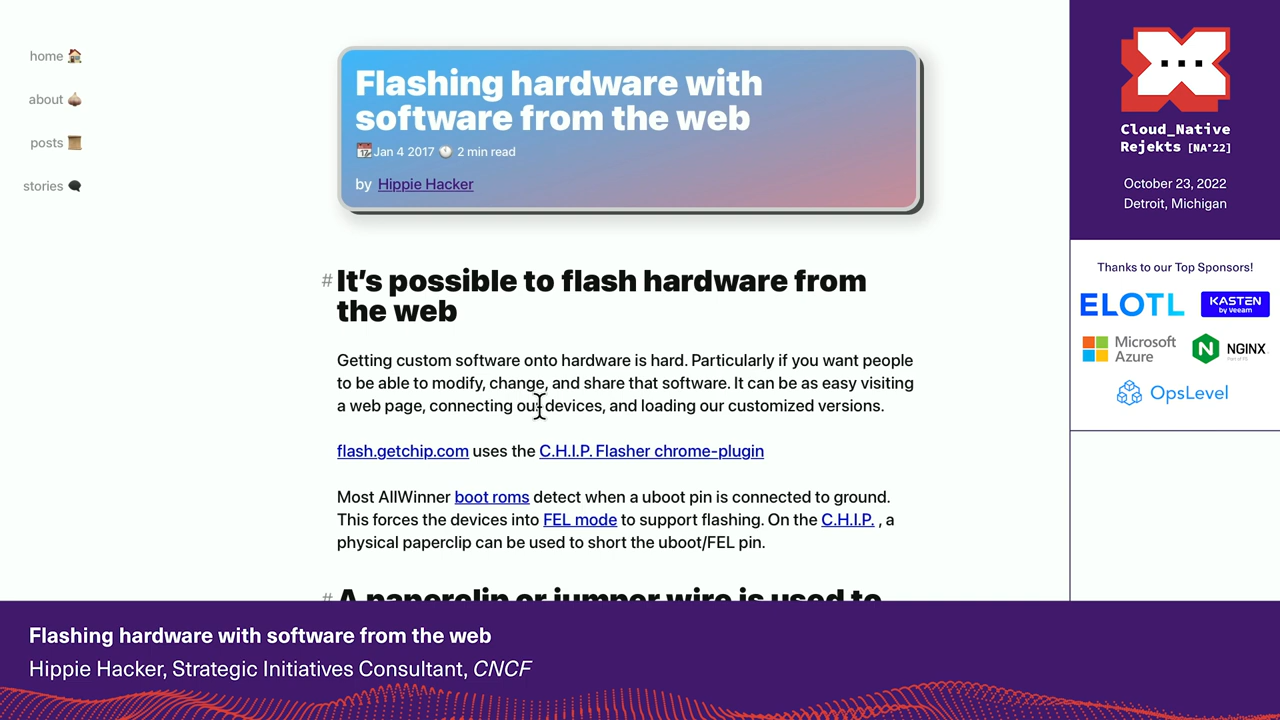 home
about
posts
stories
Flashing hardware with
software from the web
Jan 4 2017 2 min read
by Hippie Hacker
# It's possible to flash hardware from
the web
Getting custom software onto hardware is hard. Particularly if you want people
to be able to modify, change, and share that software. It can be as easy visiting
a web page, connecting our devices, and loading our customized versions.
flash.getchip.com uses the C.H.I.P. Flasher chrome-plugin
Most AllWinner boot roms detect when a uboot pin is connected to ground.
This forces the devices into FEL mode to support flashing. On the C.H.I.P. , a
physical paperclip can be used to short the uboot/FEL pin.
# A paperclip or jumper wire is used to
Cloud_Native
Rejekts [NA'22]
October 23, 2022
Detroit, Michigan
Thanks to our Top Sponsors!
ELOTL
KASTEN
by Veeam
Microsoft
Azure
N
NGINX
OpsLevel
Flashing hardware with software from the web
Hippie Hacker, Strategic Initiatives Consultant, CNCF